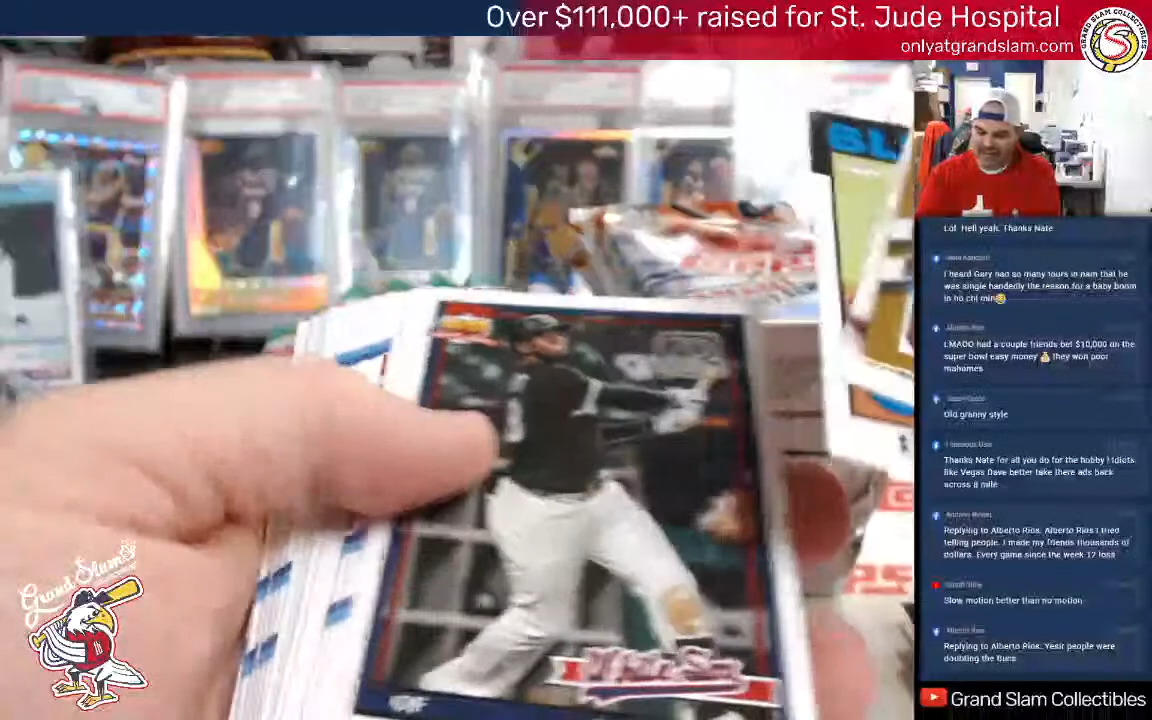 Over $111,000+ raised for St. Jude Hospital
onlyatgrandslam.com
GRAND SLAM COLLECTIBLES
Lol Hell yeah. Thanks Nate
I heard Gary had so many tours in nam that he
was single handedly the reason for a baby boom
in ho chi min😂
LMAOO had a couple friends bet $10,000 on the
super bowl easy money 💰 they won poor
mahomes
Old granny style
Thanks Nate for all you do for the hobby ! Idiots
like Vegas Dave better take there ads back
across 8 mile
Replying to Alberto Rios: Alberto Rios I tried
telling people. I made my friends thousands of
dollars. Every game since the week 12 loss
Slow motion better than no motion
Replying to Alberto Rios: Yesir people were
doubling the
Grand Slam
Grand Slam Collectibles